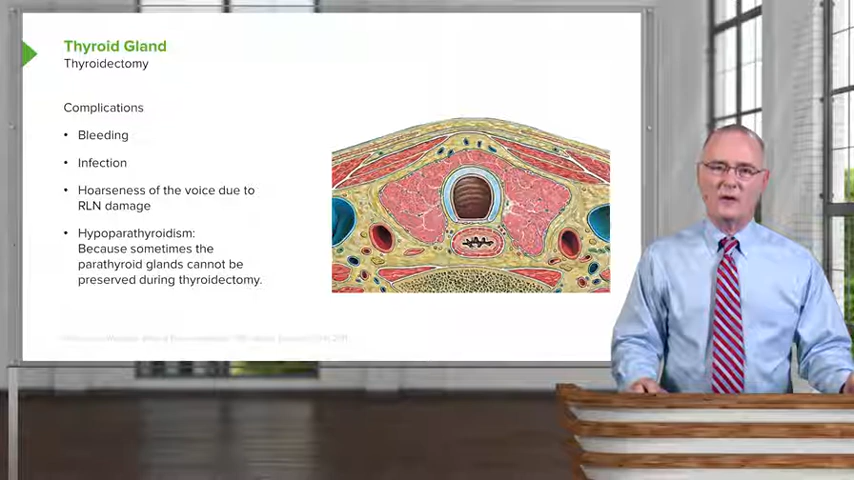 Thyroid Gland
Thyroidectomy
Complications
• Bleeding
• Infection
• Hoarseness of the voice due to
RLN damage
• Hypoparathyroidism:
Because sometimes the
parathyroid glands cannot be
preserved during thyroidectomy.